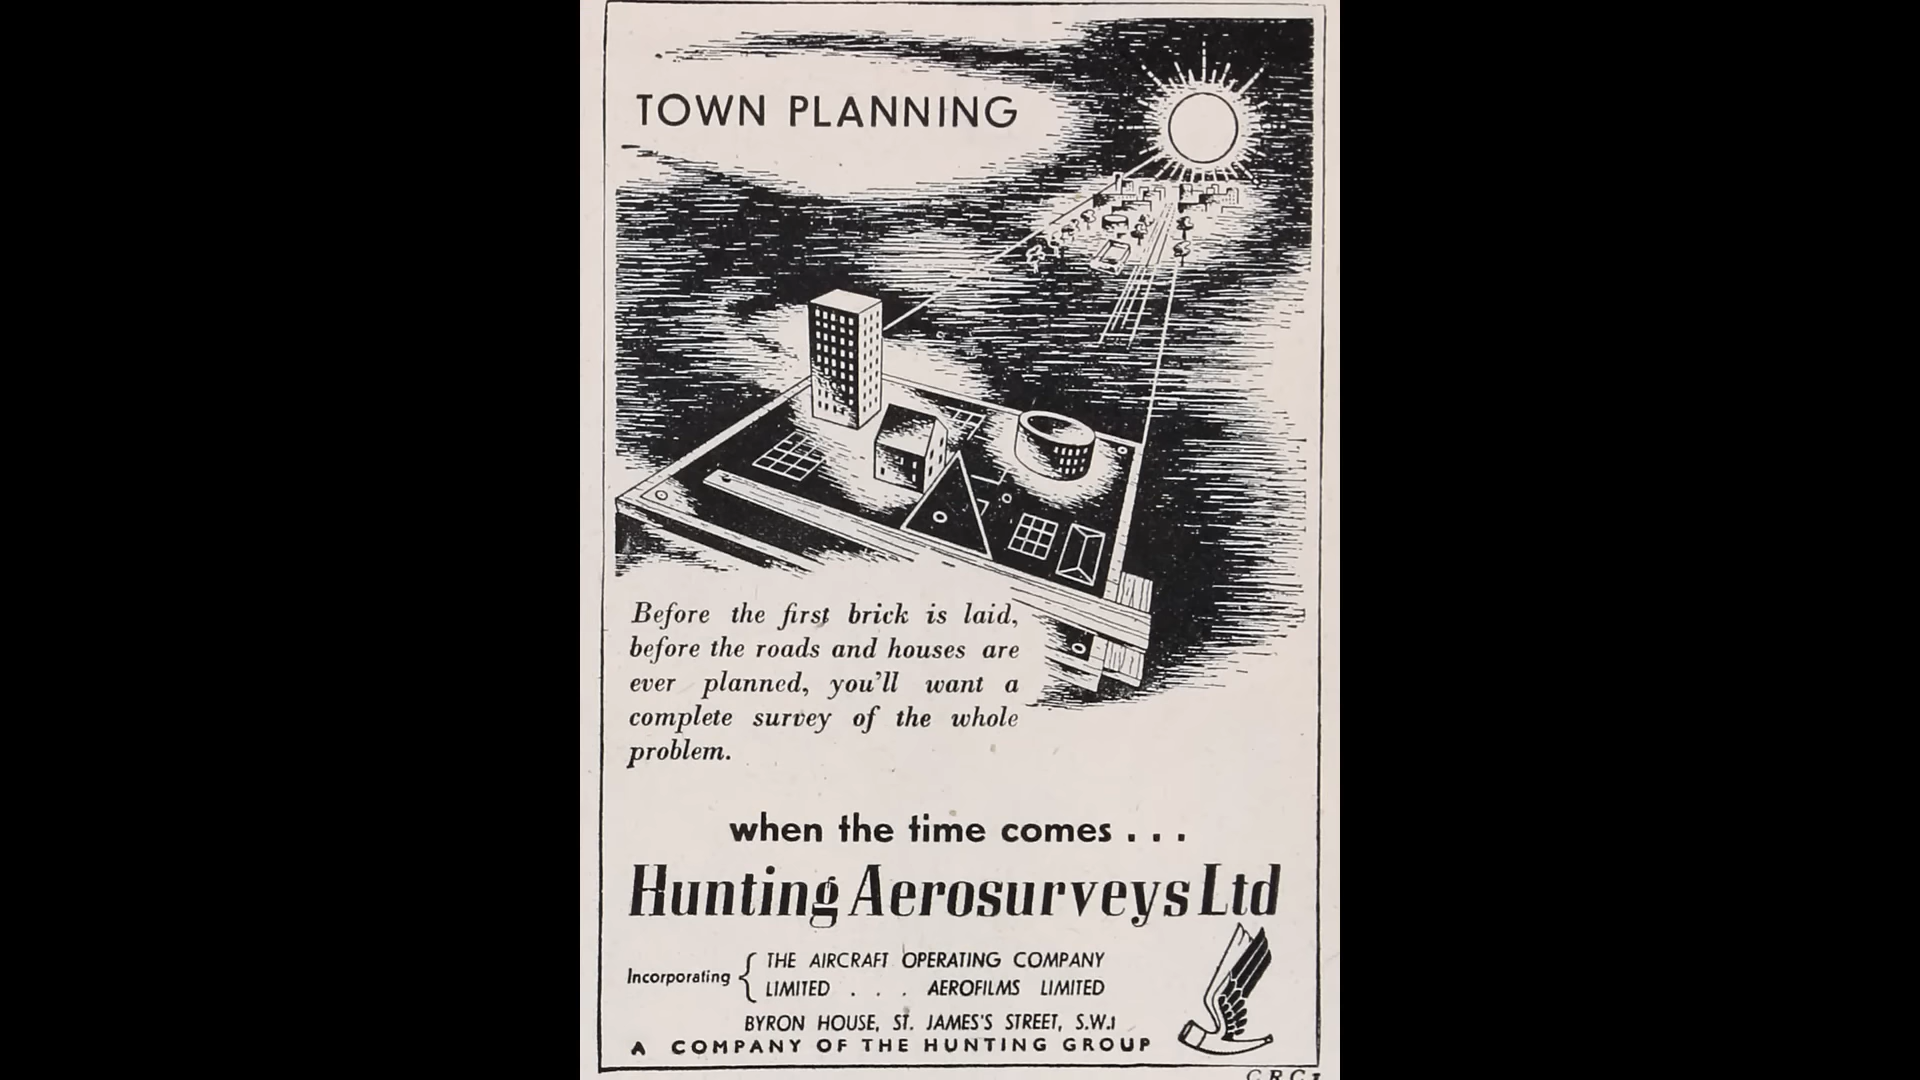 TOWN PLANNING
Before the first brick is laid,
before the roads and houses are
ever planned, you'll want a
complete survey of the whole
problem.
when the time comes . . .
Hunting Aerosurveys Ltd
Incorporating { THE AIRCRAFT OPERATING COMPANY
LIMITED . . . AEROFILMS LIMITED
BYRON HOUSE, ST. JAMES'S STREET, S.W.1
A COMPANY OF THE HUNTING GROUP